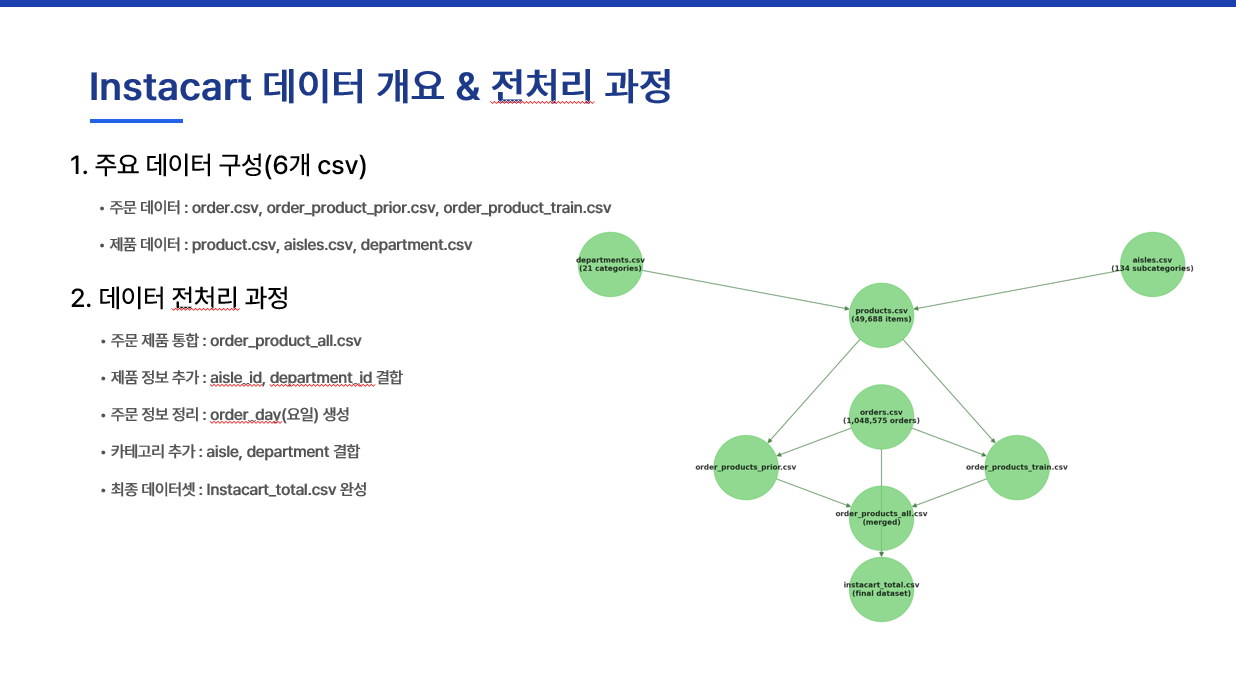 Instacart 데이터 개요 & 전처리 과정
1. 주요 데이터 구성(6개 csv)
• 주문 데이터 : order.csv, order_product_prior.csv, order_product_train.csv
• 제품 데이터 : product.csv, aisles.csv, department.csv
2. 데이터 전처리 과정
• 주문 제품 통합 : order_product_all.csv
• 제품 정보 추가 : aisle_id, department_id 결합
• 주문 정보 정리 : order_day(요일) 생성
• 카테고리 추가 : aisle, department 결합
• 최종 데이터셋 : Instacart_total.csv 완성
departments.csv
(21 categories)
aisles.csv
(134 subcategories)
products.csv
(49,688 items)
orders.csv
(1,048,575 orders)
order_products_prior.csv
order_products_train.csv
order_products_all.csv
(merged)
instacart_total.csv
(final dataset)